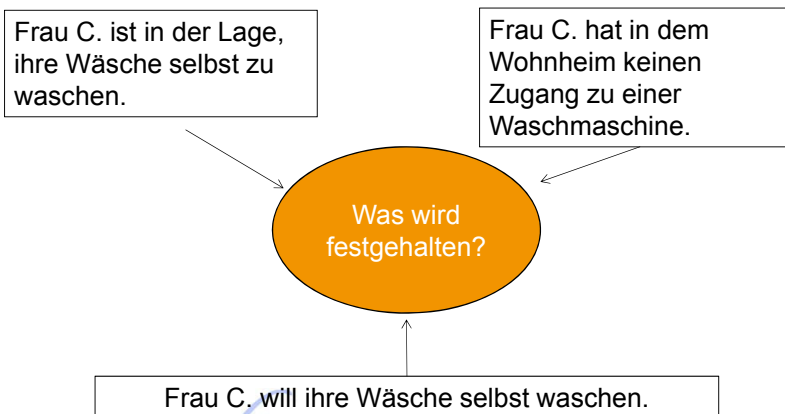 Frau C. ist in der Lage,
ihre Wäsche selbst zu
waschen.
Frau C. hat in dem
Wohnheim keinen
Zugang zu einer
Waschmaschine.
Was wird
festgehalten?
Frau C. will ihre Wäsche selbst waschen.